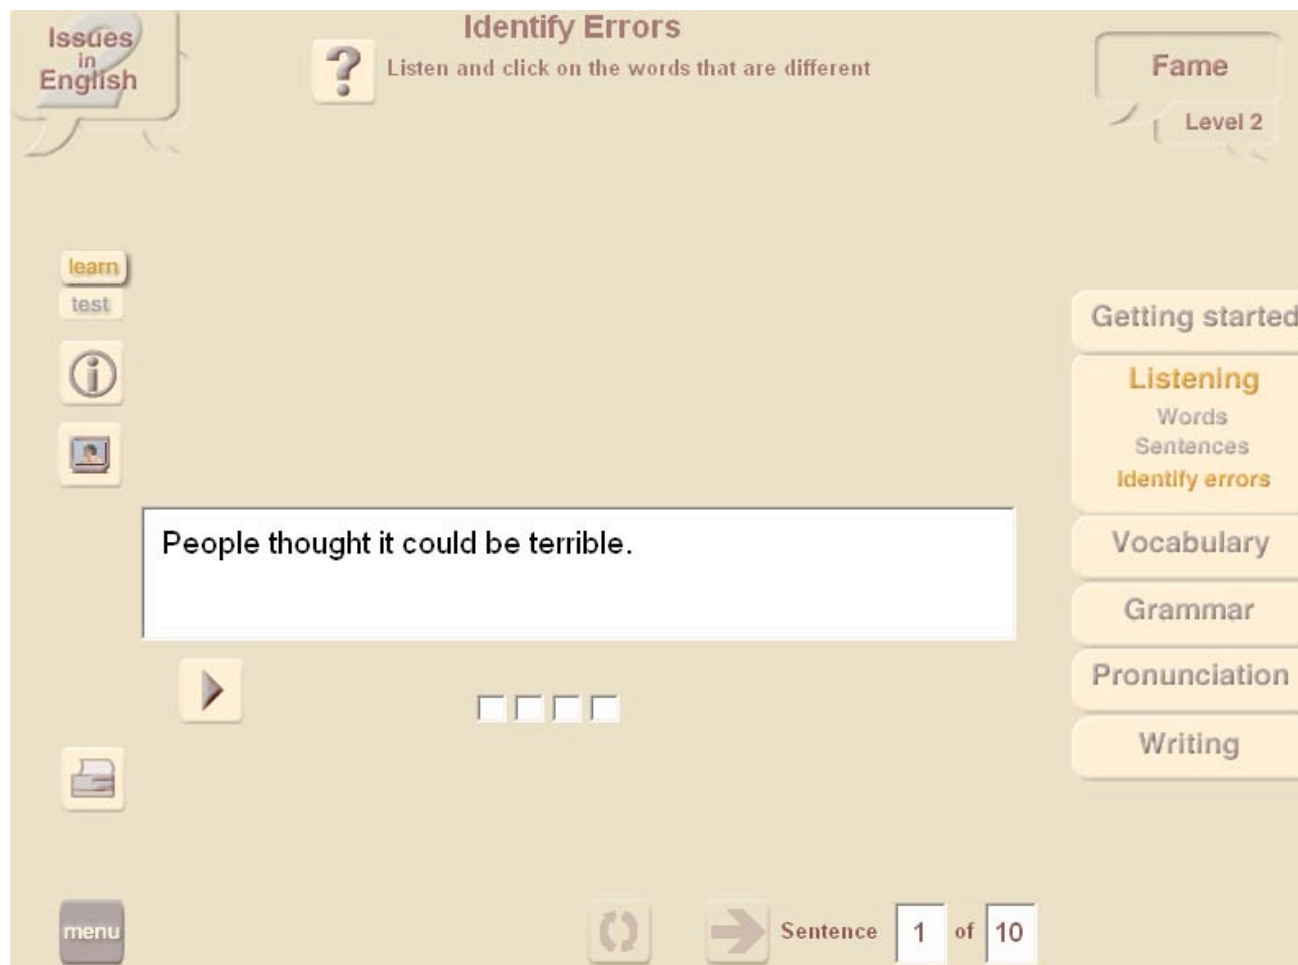 Issues
in
English
Identify Errors
?
Listen and click on the words that are different
Fame
Level 2
learn
test
i
Getting started
Listening
Words
Sentences
Identify errors
People thought it could be terrible.
Vocabulary
Grammar
Pronunciation
Writing
menu
Sentence 1 of 10